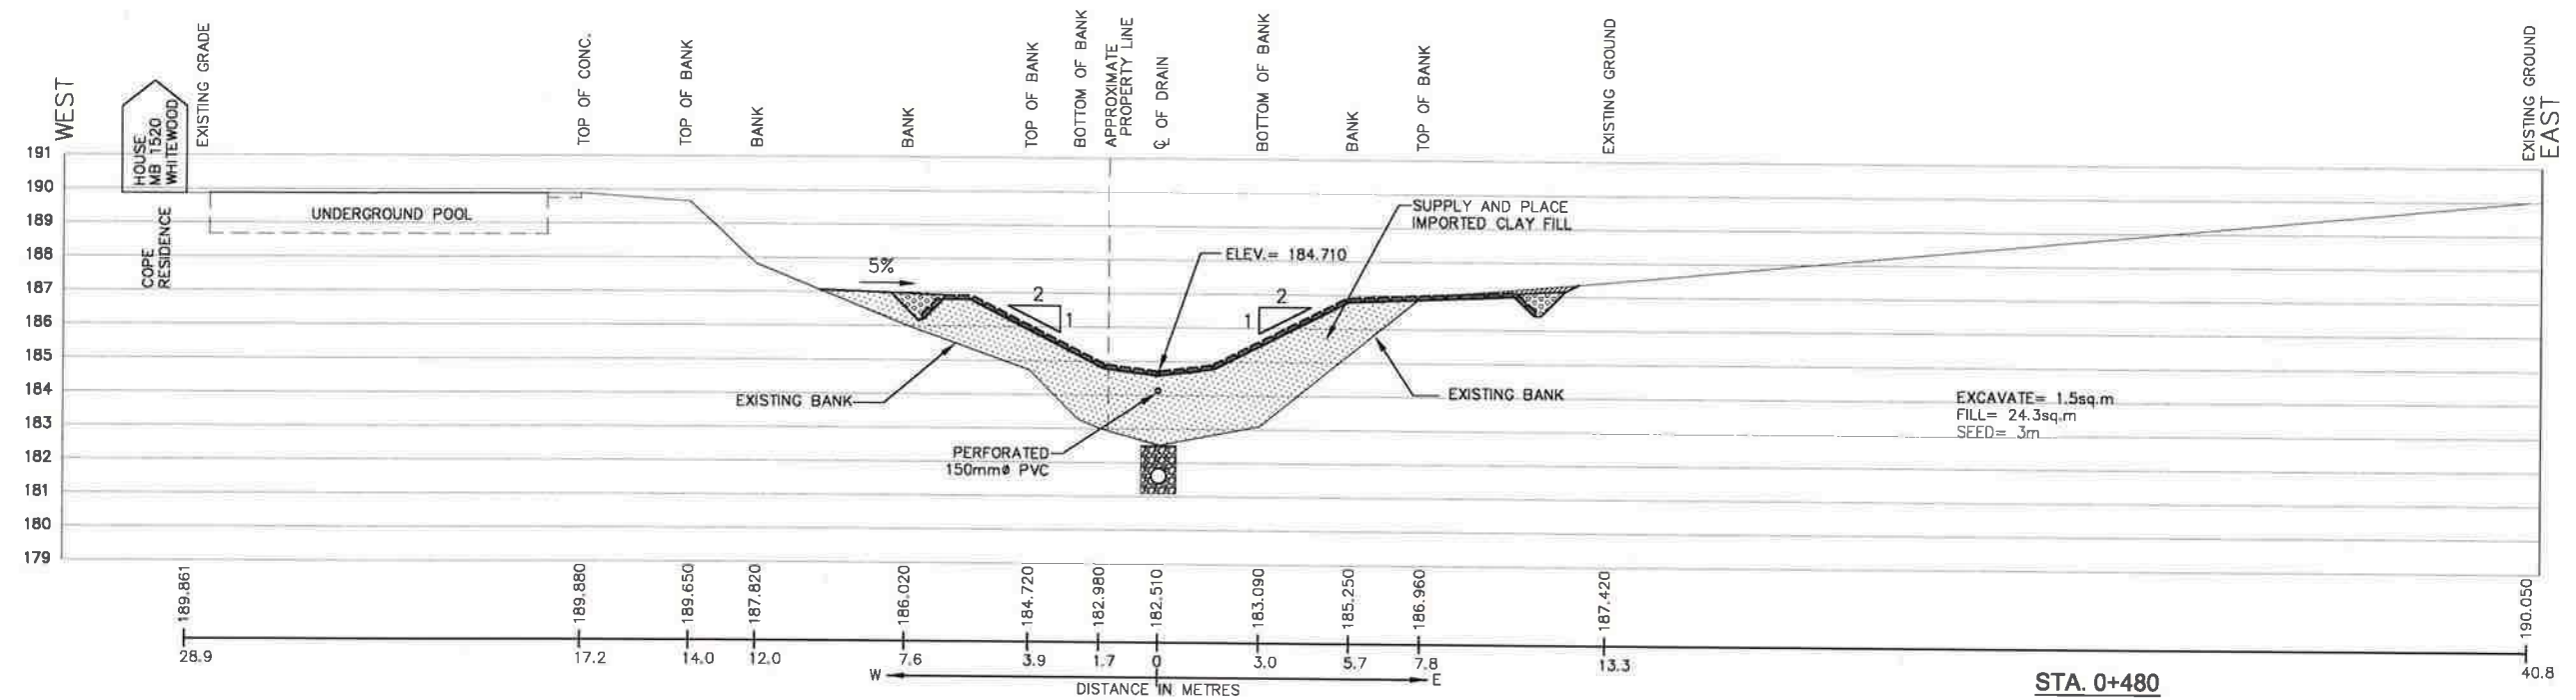 WEST
HOUSE
MB 1520
WHITEWOOD
EXISTING GRADE
TOP OF CONC.
TOP OF BANK
BANK
BANK
TOP OF BANK
BOTTOM OF BANK
APPROXIMATE
PROPERTY LINE
℄ OF DRAIN
BOTTOM OF BANK
BANK
TOP OF BANK
EXISTING GROUND
EXISTING GROUND
EAST
191
190
189
188
187
186
185
184
183
182
181
180
179
COPE
RESIDENCE
UNDERGROUND POOL
5%
2
1
ELEV.= 184.710
2
1
SUPPLY AND PLACE
IMPORTED CLAY FILL
EXISTING BANK
EXISTING BANK
PERFORATED
150mmø PVC
EXCAVATE= 1.5sq.m
FILL= 24.3sq.m
SEED= 3m
189.861
189.880
189.650
187.820
186.020
184.720
182.980
182.510
183.090
185.250
186.960
187.420
190.050
28.9
17.2
14.0
12.0
7.6
3.9
1.7
0
3.0
5.7
7.8
13.3
40.8
W
E
DISTANCE IN METRES
STA. 0+480